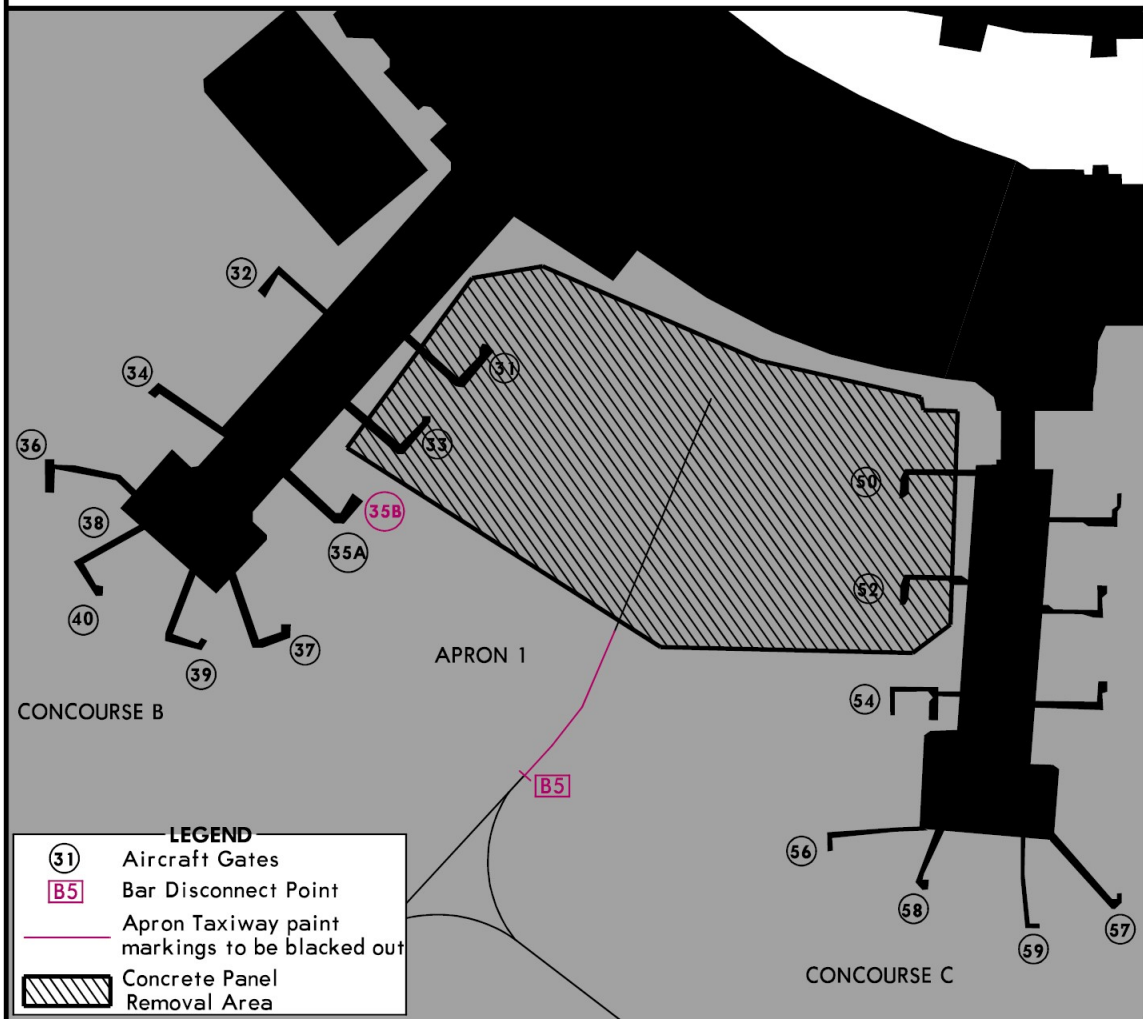 32
31
34
33
36
50
35B
38
35A
52
40
37
APRON 1
39
54
CONCOURSE B
B5
56
58
57
59
CONCOURSE C
LEGEND
31 Aircraft Gates
B5 Bar Disconnect Point
Apron Taxiway paint
markings to be blacked out
Concrete Panel
Removal Area